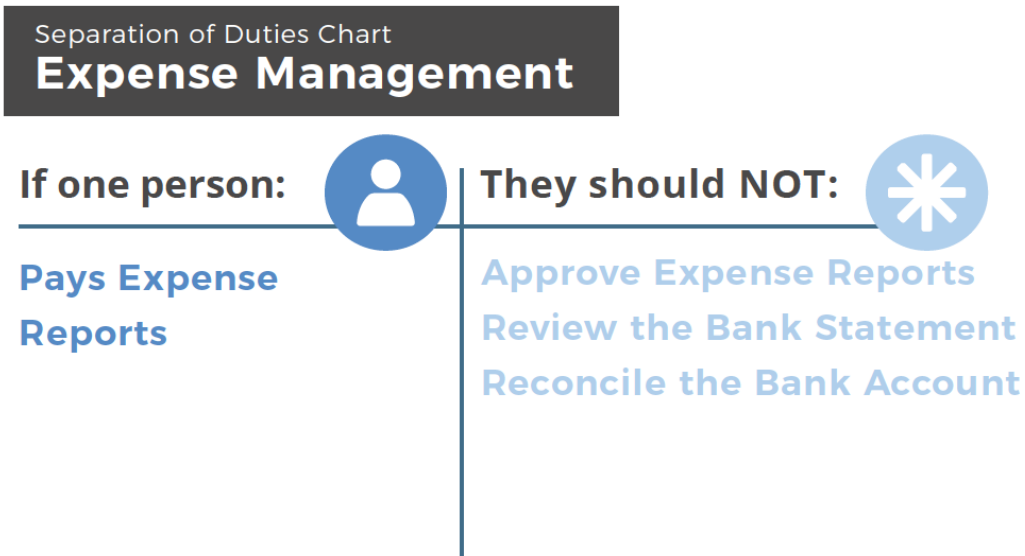 Separation of Duties Chart
Expense Management
If one person:
They should NOT:
Pays Expense
Reports
Approve Expense Reports
Review the Bank Statement
Reconcile the Bank Account